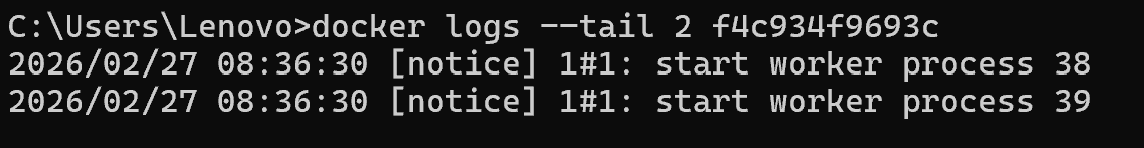 C:\Users\Lenovo>docker logs --tail 2 f4c934f9693c
2026/02/27 08:36:30 [notice] 1#1: start worker process 38
2026/02/27 08:36:30 [notice] 1#1: start worker process 39